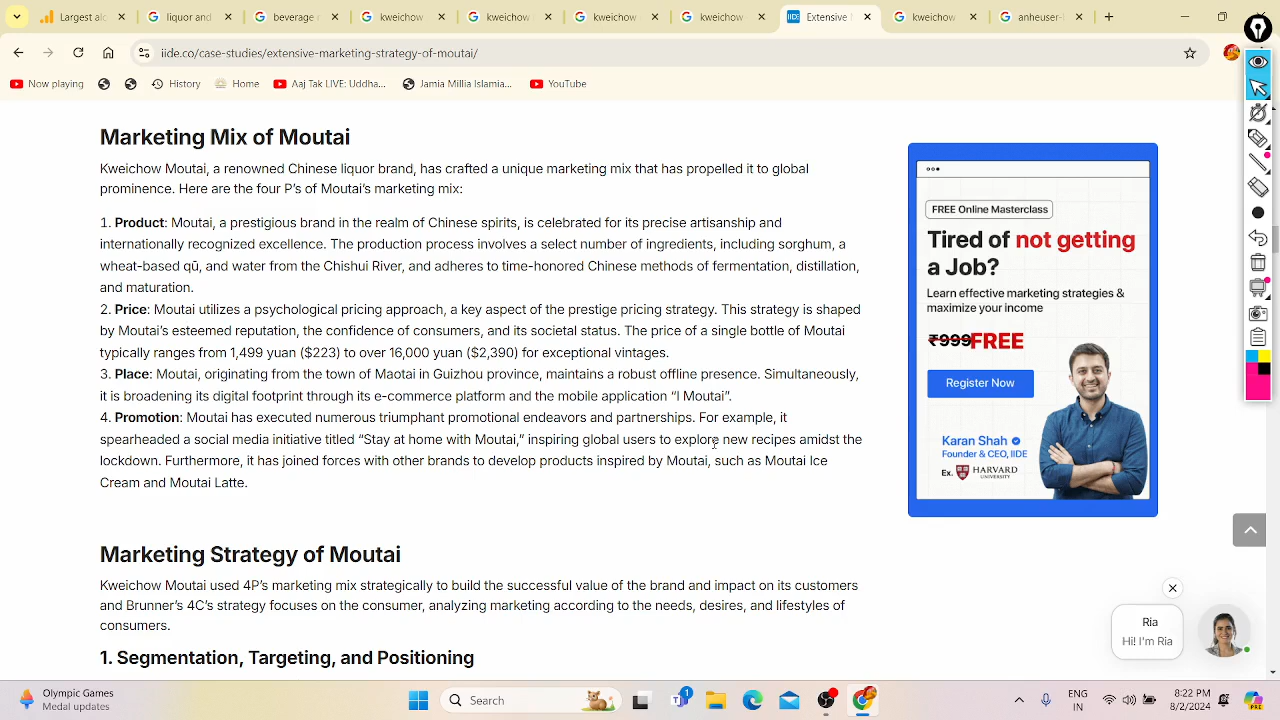 Largest alc
liquor and c
extensive s
kweichow
kweichow
kweichow
kweichow
Extensive
kweichow
anheuser-
iide.co/case-studies/extensive-strategy-of-moutai/
Now playing
History
Home
Aaj Tak LIVE: Uddha...
Jamia Millia Islamia...
YouTube
Marketing Mix of Moutai
Kweichow Moutai, a renowned Chinese liquor brand, has crafted a unique marketing mix that has propelled it to global
prominence. Here are the four P's of Moutai's marketing mix:
1. Product: Moutai, a prestigious name in the realm of Chinese spirits, is celebrated for its precise artisanship and
internationally recognized excellence. The production process involves a select number of ingredients, including sorghum, a
wheat-based qū, and water from the Chishui River, and adheres to time-honored Chinese methods of fermentation, distillation,
and maturation.
2. Price: Moutai utilizes a psychological pricing approach, a key aspect of the prestige pricing strategy. This strategy is shaped
by Moutai's esteemed reputation, the confidence of consumers, and its societal status. The price of a single bottle of Moutai
typically ranges from 1,499 yuan ($223) to over 16,000 yuan ($2,390) for exceptional vintages.
3. Place: Moutai, originating from the town of Maotai in Guizhou province, maintains a robust offline presence. Simultaneously,
it is broadening its digital footprint through its e-commerce platform and the mobile application “I Moutai”.
4. Promotion: Moutai has executed numerous triumphant promotional endeavors and partnerships. For example, it
spearheaded a social media initiative titled “Stay at home with Moutai,” inspiring global users to explore new recipes amidst the
lockdown. Furthermore, it has joined forces with other brands to develop products inspired by Moutai, such as Moutai Ice
Cream and Moutai Latte.
FREE Online Masterclass
Tired of not getting
a Job?
Learn effective marketing strategies &
maximize your income
₹999 FREE
Register Now
Karan Shah
Founder & CEO, IIDE
Ex. HARVARD
UNIVERSITY
Marketing Strategy of Moutai
Kweichow Moutai used 4P's marketing mix strategically to build the successful value of the brand and impact on its customers
and Brunner's 4C's strategy focuses on the consumer, analyzing marketing according to the needs, desires, and lifestyles of
consumers.
1. Segmentation, Targeting, and Positioning
Ria
Hi! I'm Ria
Olympic Games
Medal updates
Search
1
ENG
IN
8:22 PM
8/22/2024
PRE